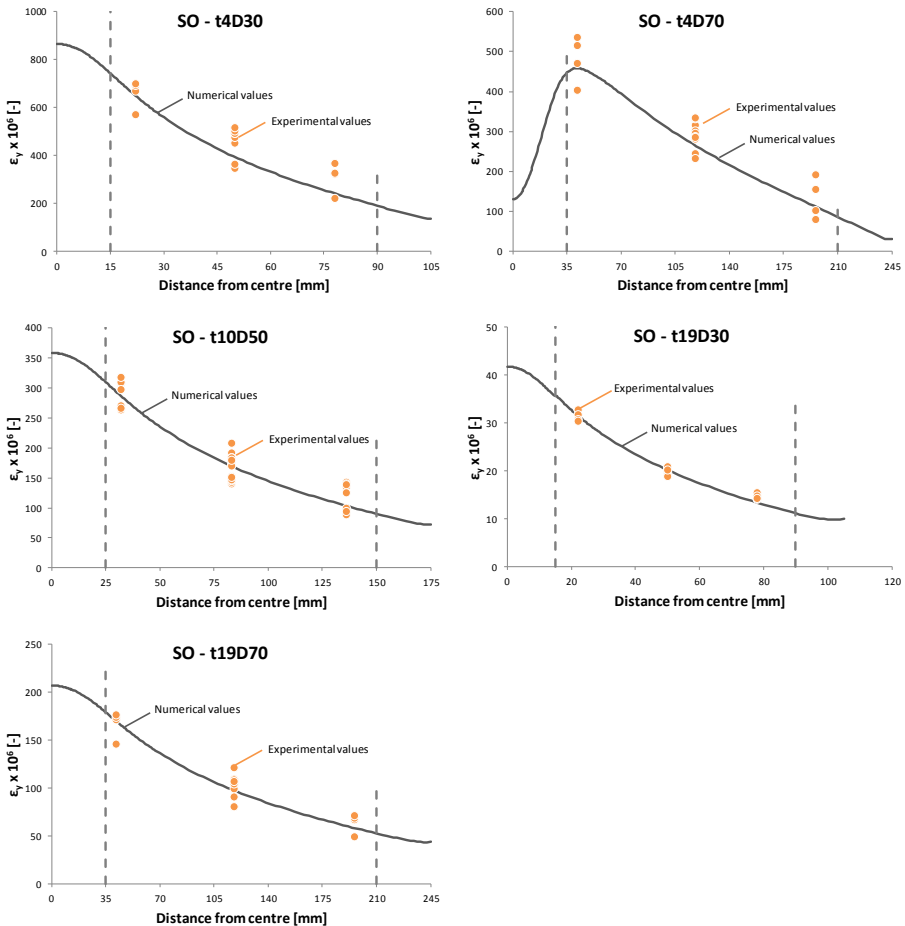 SO - t4D30
1000
800
600
400
200
0
εy x 10⁶ [-]
Numerical values
Experimental values
0 15 30 45 60 75 90 105
Distance from centre [mm]
SO - t4D70
600
500
400
300
200
100
0
εy x 10⁶ [-]
Experimental values
Numerical values
0 35 70 105 140 175 210 245
Distance from centre [mm]
SO - t10D50
400
350
300
250
200
150
100
50
0
εy x 10⁶ [-]
Numerical values
Experimental values
0 25 50 75 100 125 150 175
Distance from centre [mm]
SO - t19D30
50
40
30
20
10
0
εy x 10⁶ [-]
Experimental values
Numerical values
0 20 40 60 80 100 120
Distance from centre [mm]
SO - t19D70
250
200
150
100
50
0
εy x 10⁶ [-]
Numerical values
Experimental values
0 35 70 105 140 175 210 245
Distance from centre [mm]